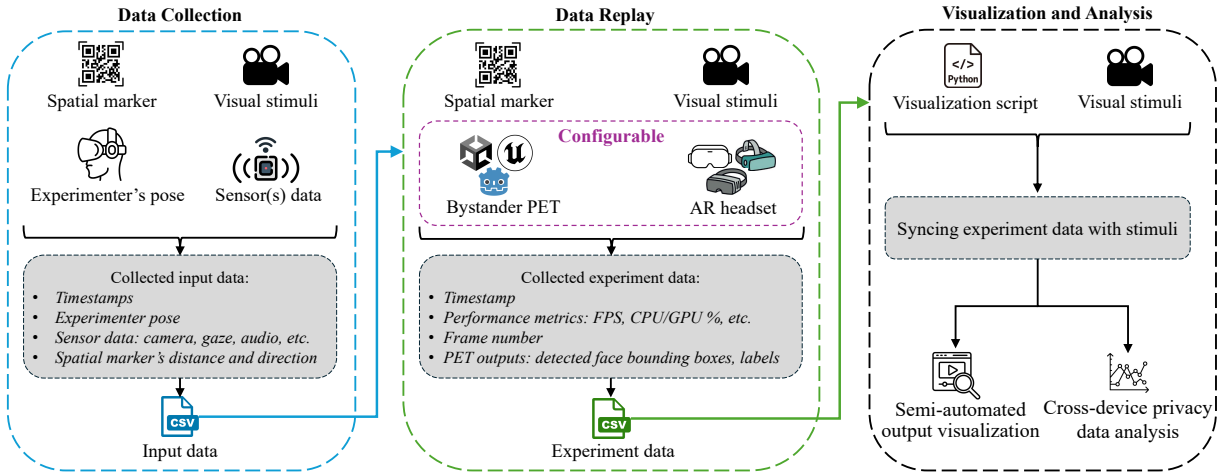 Data Collection
Spatial marker
Visual stimuli
Experimenter's pose
Sensor(s) data
Collected input data:
• Timestamps
• Experimenter pose
• Sensor data: camera, gaze, audio, etc.
• Spatial marker's distance and direction
CSV
Input data
Data Replay
Spatial marker
Visual stimuli
Configurable
Bystander PET
AR headset
Collected experiment data:
• Timestamp
• Performance metrics: FPS, CPU/GPU %, etc.
• Frame number
• PET outputs: detected face bounding boxes, labels
CSV
Experiment data
Visualization and Analysis
</>
Python
Visualization script
Visual stimuli
Syncing experiment data with stimuli
Semi-automated
output visualization
Cross-device privacy
data analysis